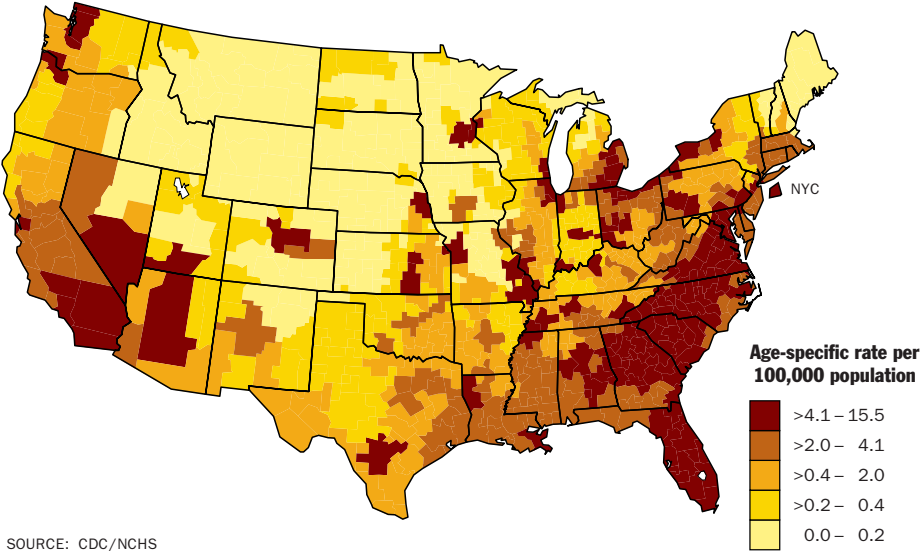 NYC
Age-specific rate per
100,000 population
>4.1 – 15.5
>2.0 – 4.1
>0.4 – 2.0
>0.2 – 0.4
0.0 – 0.2
SOURCE: CDC/NCHS